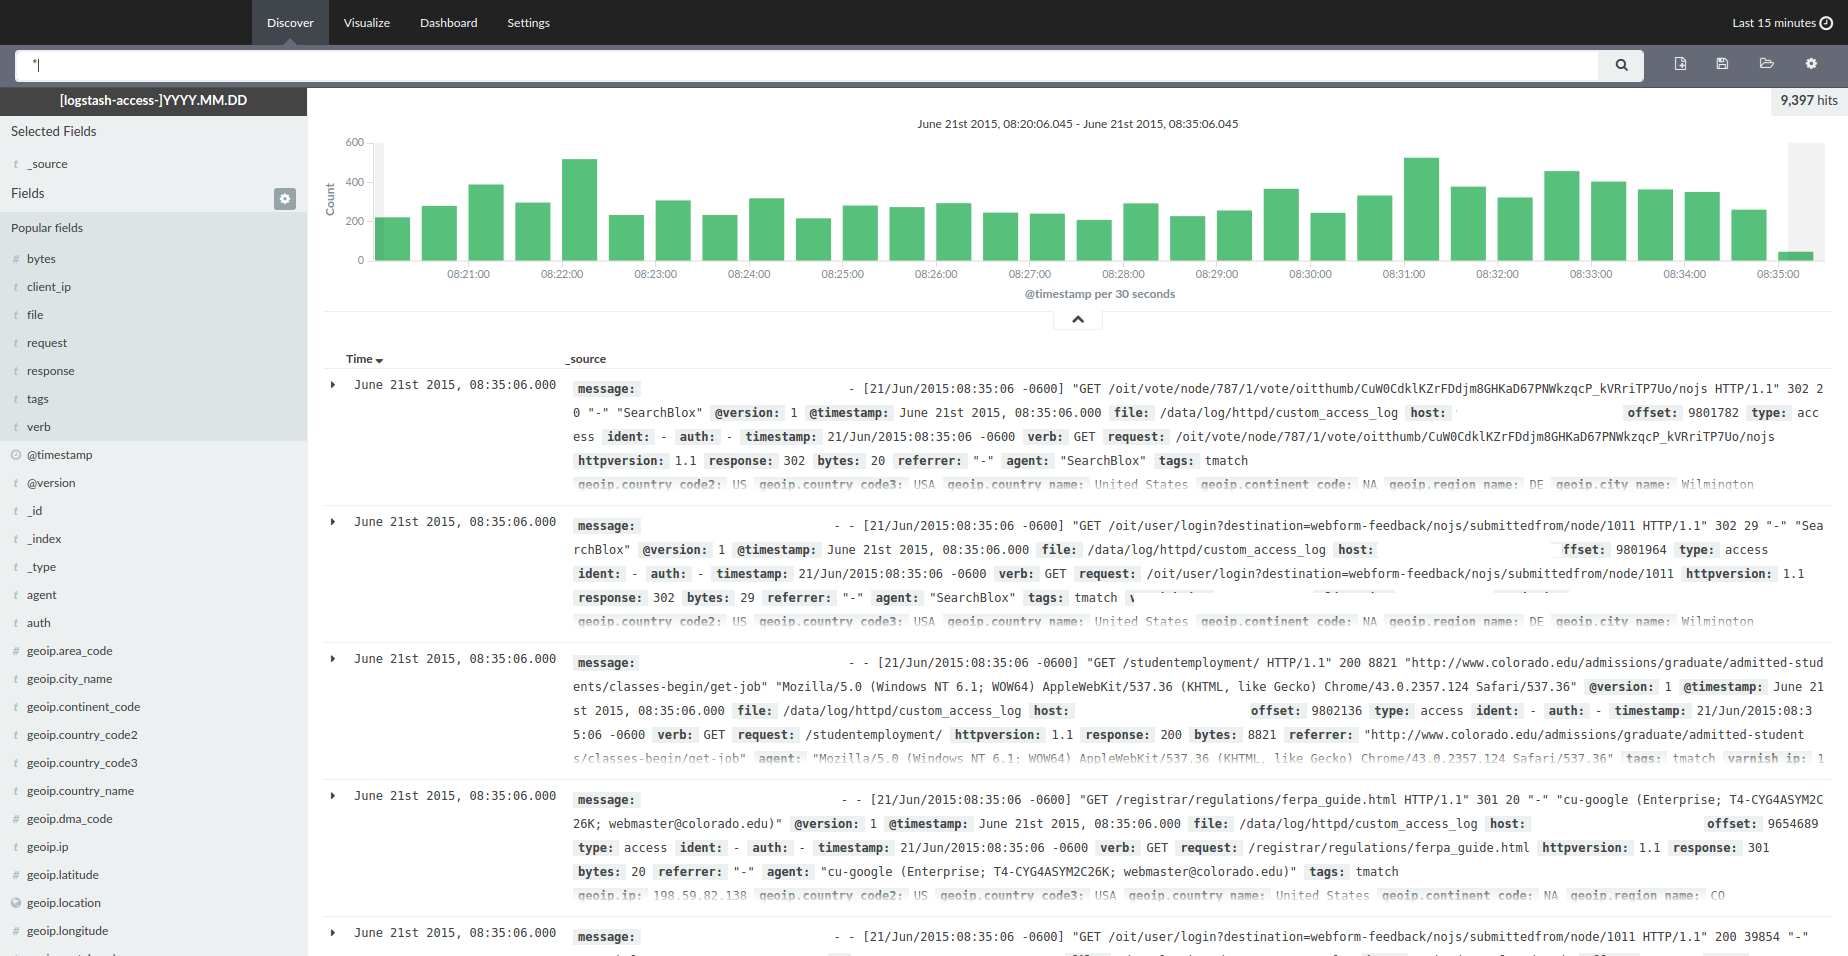 Discover Visualize Dashboard Settings Last 15 minutes
*
[logstash-access-]YYYY.MM.DD
9,397 hits
Selected Fields
t _source
Fields
Popular fields
# bytes
t client_ip
t file
t request
t response
t tags
t verb
@timestamp
t @version
t _id
t _index
t _type
t agent
t auth
# geoip.area_code
t geoip.city_name
t geoip.continent_code
t geoip.country_code2
t geoip.country_code3
t geoip.country_name
# geoip.dma_code
t geoip.ip
# geoip.latitude
geoip.location
# geoip.longitude
June 21st 2015, 08:20:06.045 - June 21st 2015, 08:35:06.045
Count
600
400
200
0
08:21:00 08:22:00 08:23:00 08:24:00 08:25:00 08:26:00 08:27:00 08:28:00 08:29:00 08:30:00 08:31:00 08:32:00 08:33:00 08:34:00 08:35:00
@timestamp per 30 seconds
Time _source
June 21st 2015, 08:35:06.000
message: - [21/Jun/2015:08:35:06 -0600] "GET /oit/vote/node/787/1/vote/oitthumb/CuW0CdklKZrFDdjm8GHKaD67PNWkzqcP_kVRriTP7Uo/nojs HTTP/1.1" 302 2
0 "-" "SearchBlox" @version: 1 @timestamp: June 21st 2015, 08:35:06.000 file: /data/log/httpd/custom_access_log host: offset: 9801782 type: acc
ess ident: - auth: - timestamp: 21/Jun/2015:08:35:06 -0600 verb: GET request: /oit/vote/node/787/1/vote/oitthumb/CuW0CdklKZrFDdjm8GHKaD67PNWkzqcP_kVRriTP7Uo/nojs
httpversion: 1.1 response: 302 bytes: 20 referrer: "-" agent: "SearchBlox" tags: tmatch
geoip.country_code2: US geoip.country_code3: USA geoip.country_name: United States geoip.continent_code: NA geoip.region_name: DE geoip.city_name: Wilmington
June 21st 2015, 08:35:06.000
message: - - [21/Jun/2015:08:35:06 -0600] "GET /oit/user/login?destination=webform-feedback/nojs/submittedfrom/node/1011 HTTP/1.1" 302 29 "-" "Sea
rchBlox" @version: 1 @timestamp: June 21st 2015, 08:35:06.000 file: /data/log/httpd/custom_access_log host: ffset: 9801964 type: access
ident: - auth: - timestamp: 21/Jun/2015:08:35:06 -0600 verb: GET request: /oit/user/login?destination=webform-feedback/nojs/submittedfrom/node/1011 httpversion: 1.1
response: 302 bytes: 29 referrer: "-" agent: "SearchBlox" tags: tmatch
geoip.country_code2: US geoip.country_code3: USA geoip.country_name: United States geoip.continent_code: NA geoip.region_name: DE geoip.city_name: Wilmington
June 21st 2015, 08:35:06.000
message: - - [21/Jun/2015:08:35:06 -0600] "GET /studentemployment/ HTTP/1.1" 200 8821 "http://www.colorado.edu/admissions/graduate/admitted-stud
ents/classes-begin/get-job" "Mozilla/5.0 (Windows NT 6.1; WOW64) AppleWebKit/537.36 (KHTML, like Gecko) Chrome/43.0.2357.124 Safari/537.36" @version: 1 @timestamp: June 21
st 2015, 08:35:06.000 file: /data/log/httpd/custom_access_log host: offset: 9802136 type: access ident: - auth: - timestamp: 21/Jun/2015:08:3
5:06 -0600 verb: GET request: /studentemployment/ httpversion: 1.1 response: 200 bytes: 8821 referrer: "http://www.colorado.edu/admissions/graduate/admitted-student
s/classes-begin/get-job" agent: "Mozilla/5.0 (Windows NT 6.1; WOW64) AppleWebKit/537.36 (KHTML, like Gecko) Chrome/43.0.2357.124 Safari/537.36" tags: tmatch varnish_ip: 1
June 21st 2015, 08:35:06.000
message: - - [21/Jun/2015:08:35:06 -0600] "GET /registrar/regulations/ferpa_guide.html HTTP/1.1" 301 20 "-" "cu-google (Enterprise; T4-CYG4ASYM2C
26K; webmaster@colorado.edu)" @version: 1 @timestamp: June 21st 2015, 08:35:06.000 file: /data/log/httpd/custom_access_log host: offset: 9654689
type: access ident: - auth: - timestamp: 21/Jun/2015:08:35:06 -0600 verb: GET request: /registrar/regulations/ferpa_guide.html httpversion: 1.1 response: 301
bytes: 20 referrer: "-" agent: "cu-google (Enterprise; T4-CYG4ASYM2C26K; webmaster@colorado.edu)" tags: tmatch
geoip.ip: 198.59.82.138 geoip.country_code2: US geoip.country_code3: USA geoip.country_name: United States geoip.continent_code: NA geoip.region_name: CO
June 21st 2015, 08:35:06.000
message: - - [21/Jun/2015:08:35:06 -0600] "GET /oit/user/login?destination=webform-feedback/nojs/submittedfrom/node/1011 HTTP/1.1" 200 39854 "-"